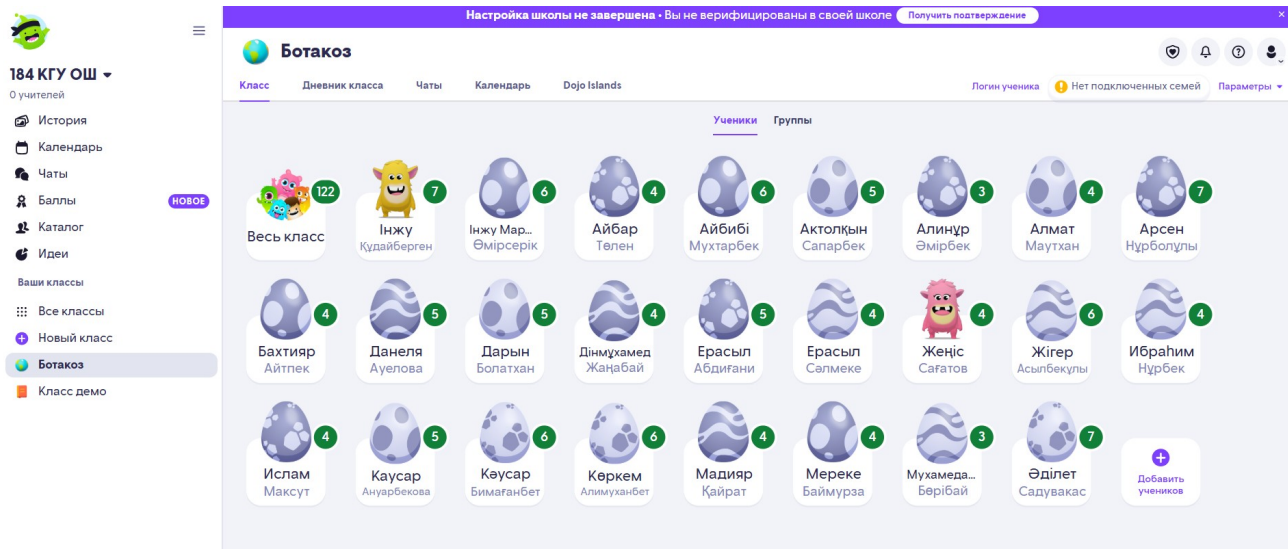 Настройка школы не завершена • Вы не верифицированы в своей школе Получить подтверждение ×
Ботакоз
184 КГУ ОШ
0 учителей
История
Календарь
Чаты
Баллы НОВОЕ
Каталог
Идеи
Ваши классы
Все классы
Новый класс
Ботакоз
Класс демо
Класс Дневник класса Чаты Календарь Dojo Islands Логин ученика Нет подключенных семей Параметры
Ученики Группы
122 7 6 4 6 5 3 4 7
Весь класс Інжу Інжу Мар... Айбар Айбибі Актолқын Алинұр Алмат Арсен
Құдайберген Өмірсерік Төлен Мухтарбек Сапарбек Әмірбек Маутхан Нұрболұлы
4 5 5 4 5 4 4 6 4
Бахтияр Данеля Дарын Дінмұхамед Ерасыл Ерасыл Жеңіс Жігер Ибраһим
Айтпек Ауелова Болатхан Жаңабай Абдиғани Сәлмеке Сағатов Асылбекұлы Нұрбек
4 5 6 6 4 4 3 7
Ислам Каусар Кәусар Көркем Мадияр Мереке Мухамеда... Әділет
Максут Ануарбекова Бимағанбет Алимуханбет Қайрат Баймурза Бөрібай Садувакас
Добавить
учеников